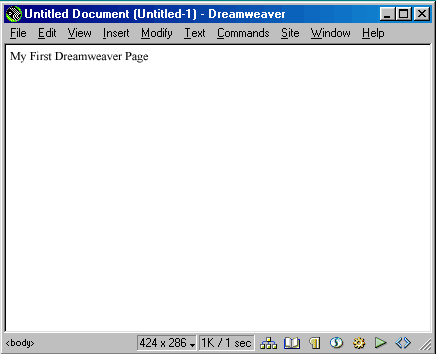 Untitled Document (Untitled-1) - Dreamweaver
File Edit View Insert Modify Text Commands Site Window Help
My First Dreamweaver Page
<body> 424 x 286 1K / 1 sec